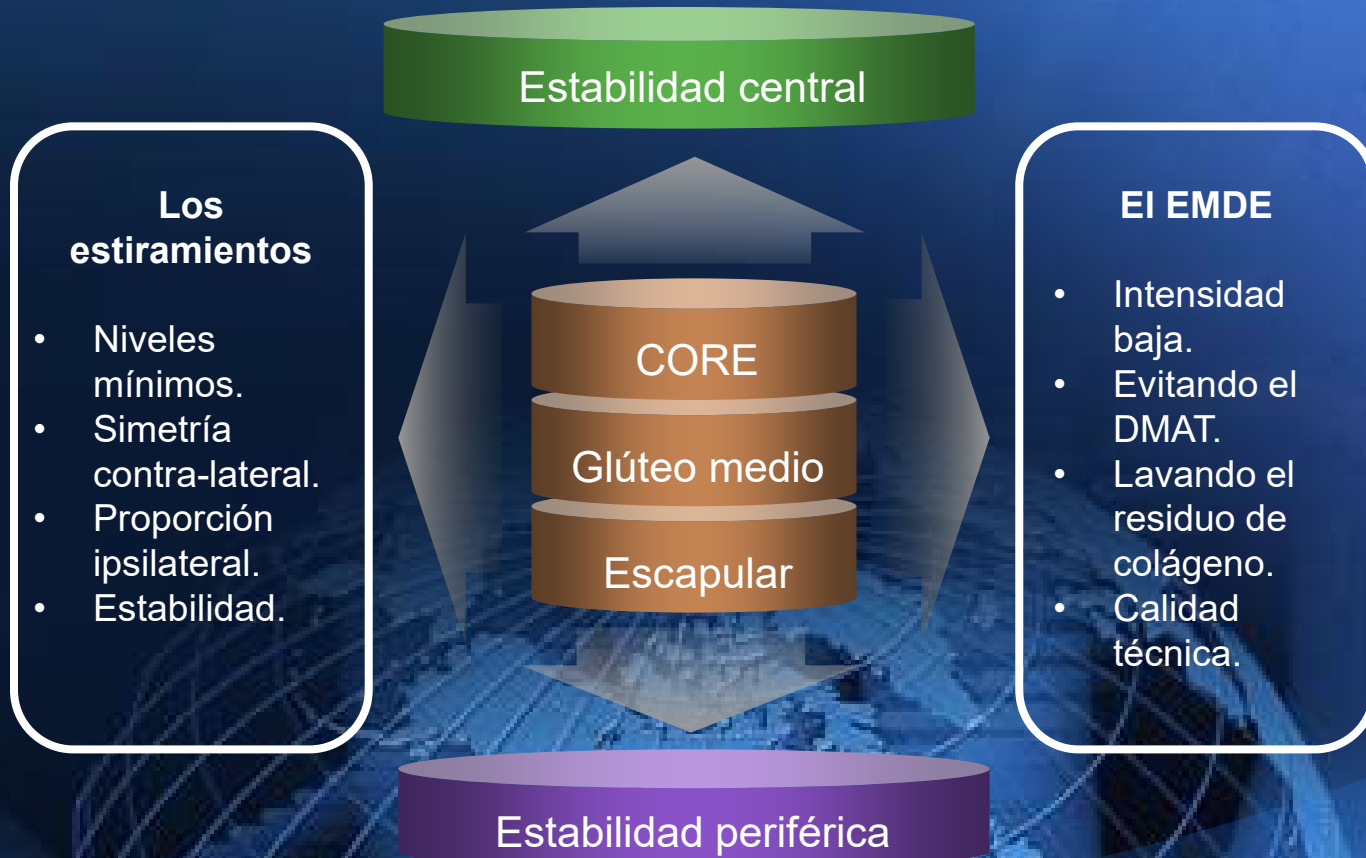 Estabilidad central
Los
estiramientos
• Niveles
mínimos.
• Simetría
contra-lateral.
• Proporción
ipsilateral.
• Estabilidad.
CORE
Glúteo medio
Escapular
El EMDE
• Intensidad
baja.
• Evitando el
DMAT.
• Lavando el
residuo de
colágeno.
• Calidad
técnica.
Estabilidad periférica